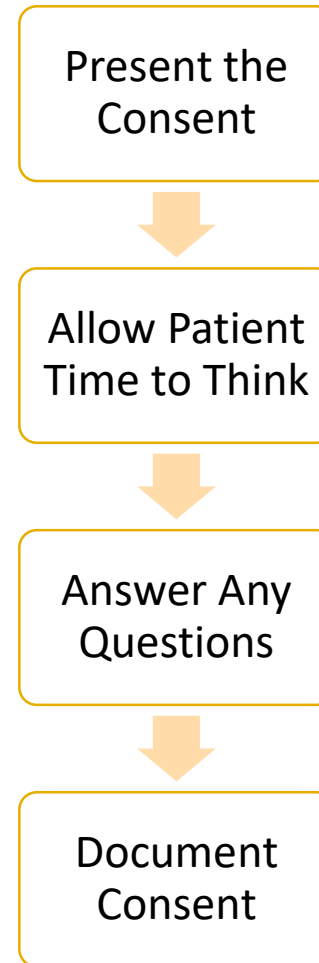 Present the
Consent
Allow Patient
Time to Think
Answer Any
Questions
Document
Consent